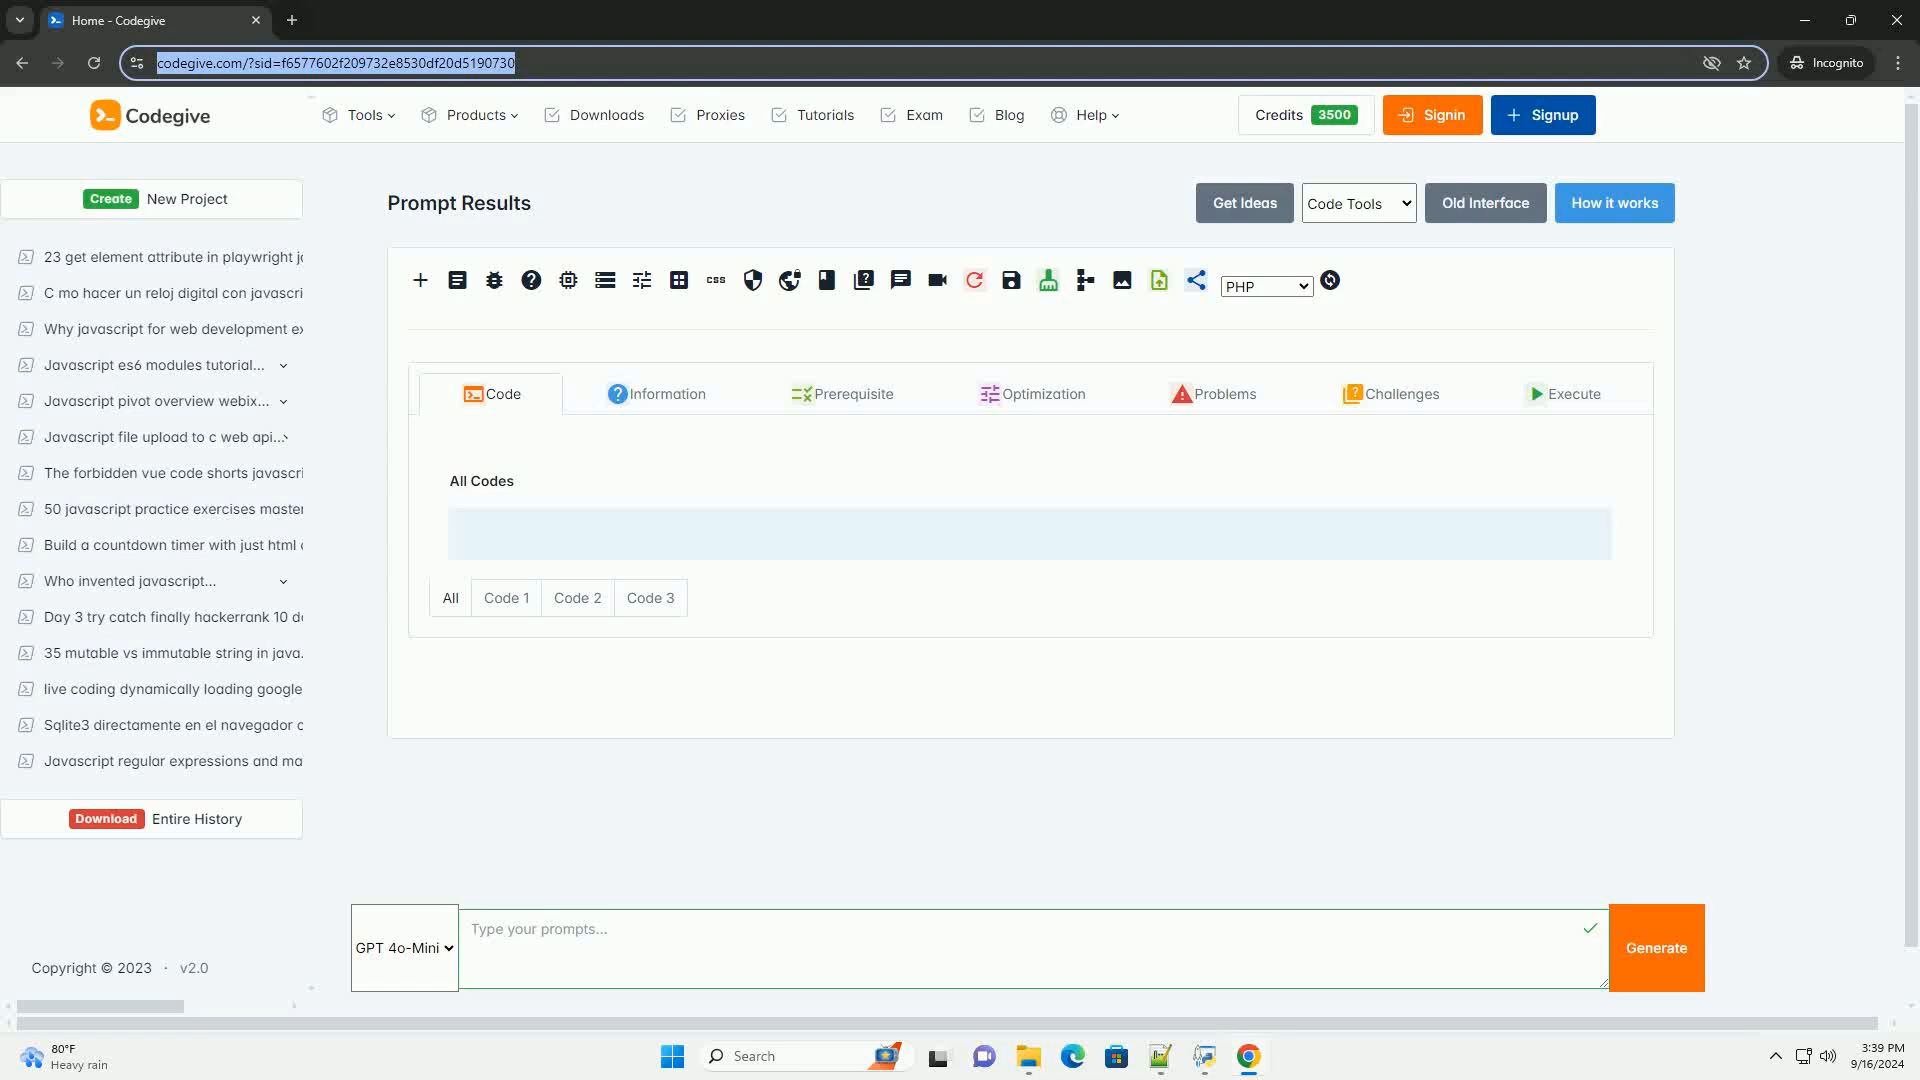 Home - Codegive
codegive.com/?sid=f6577602f209732e8530df20d5190730
Incognito
Codegive
Tools
Products
Downloads
Proxies
Tutorials
Exam
Blog
Help
Credits 3500
Signin
Signup
Create New Project
23 get element attribute in playwright ja
C mo hacer un reloj digital con javascri
Why javascript for web development ex
Javascript es6 modules tutorial...
Javascript pivot overview webix...
Javascript file upload to c web api...
The forbidden vue code shorts javascri
50 javascript practice exercises master
Build a countdown timer with just html
Who invented javascript...
Day 3 try catch finally hackerrank 10 da
35 mutable vs immutable string in java.
live coding dynamically loading google
Sqlite3 directamente en el navegador c
Javascript regular expressions and ma
Download Entire History
Copyright © 2023 · v2.0
Prompt Results
Get Ideas
Code Tools
Old Interface
How it works
CSS
PHP
Code
Information
Prerequisite
Optimization
Problems
Challenges
Execute
All Codes
All
Code 1
Code 2
Code 3
GPT 4o-Mini
Type your prompts...
Generate
80°F
Heavy rain
Search
3:39 PM
9/16/2024